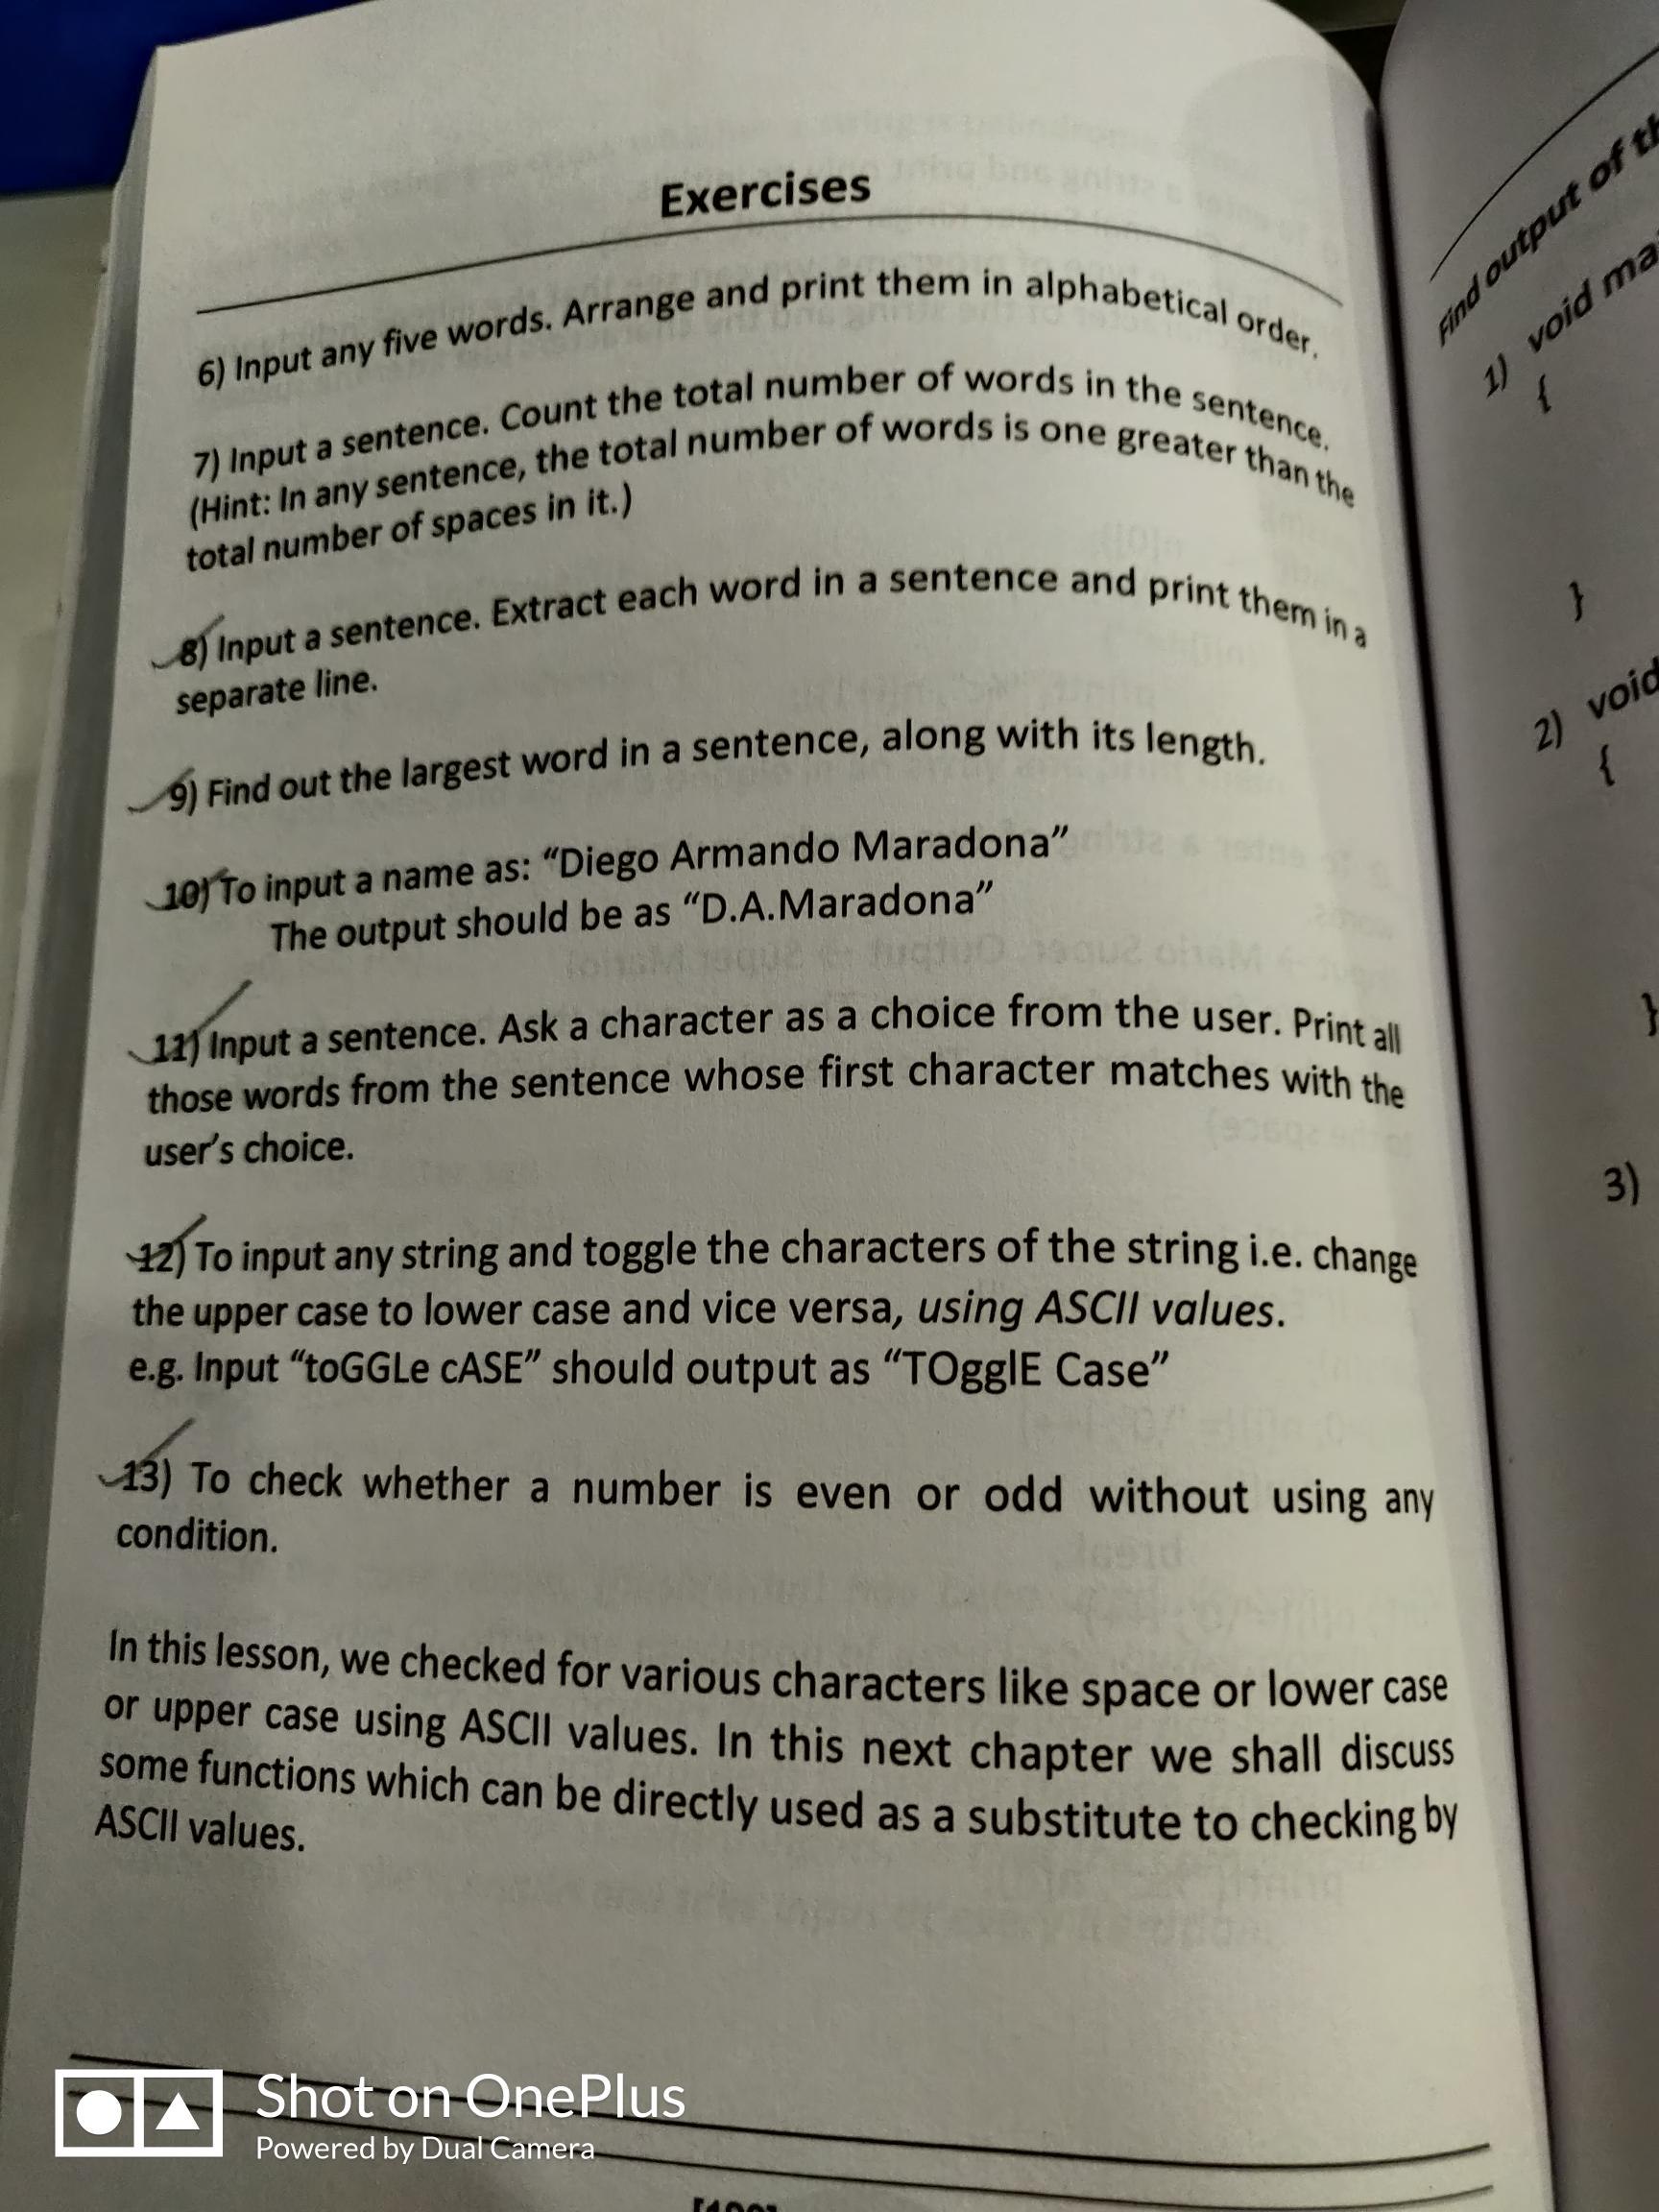 Exercises
6) Input any five words. Arrange and print them in alphabetical order.
7) Input a sentence. Count the total number of words in the sentence.
(Hint: In any sentence, the total number of words is one greater than the
total number of spaces in it.)
8) Input a sentence. Extract each word in a sentence and print them in a
separate line.
9) Find out the largest word in a sentence, along with its length.
10) To input a name as: “Diego Armando Maradona”
The output should be as “D.A.Maradona”
11) Input a sentence. Ask a character as a choice from the user. Print all
those words from the sentence whose first character matches with the
user’s choice.
12) To input any string and toggle the characters of the string i.e. change
the upper case to lower case and vice versa, using ASCII values.
e.g. Input “toGGLe cASE” should output as “TOgglE Case”
13) To check whether a number is even or odd without using any
condition.
In this lesson, we checked for various characters like space or lower case
or upper case using ASCII values. In this next chapter we shall discuss
some functions which can be directly used as a substitute to checking by
ASCII values.
Find output of
1) void
{
}
2) void
{
}
3)
Shot on OnePlus
Powered by Dual Camera